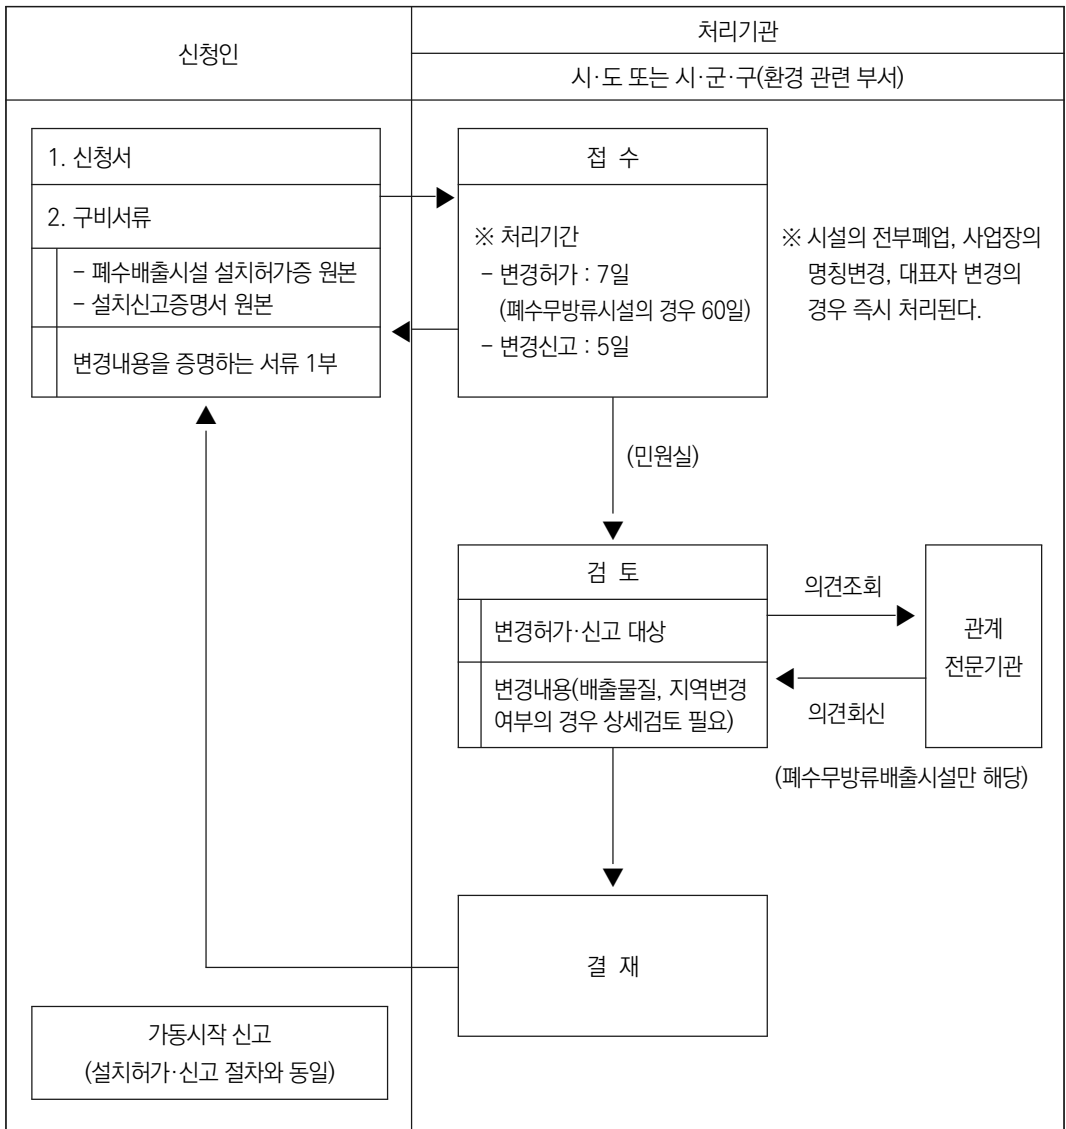 신청인
처리기관
시·도 또는 시·군·구(환경 관련 부서)
1. 신청서
2. 구비서류
- 폐수배출시설 설치허가증 원본
- 설치신고증명서 원본
변경내용을 증명하는 서류 1부
접 수
※ 처리기간
- 변경허가 : 7일
(폐수무방류시설의 경우 60일)
- 변경신고 : 5일
※ 시설의 전부폐업, 사업장의
명칭변경, 대표자 변경의
경우 즉시 처리된다.
(민원실)
검 토
변경허가·신고 대상
변경내용(배출물질, 지역변경
여부의 경우 상세검토 필요)
의견조회
의견회신
관계
전문기관
(폐수무방류배출시설만 해당)
결 재
가동시작 신고
(설치허가·신고 절차와 동일)